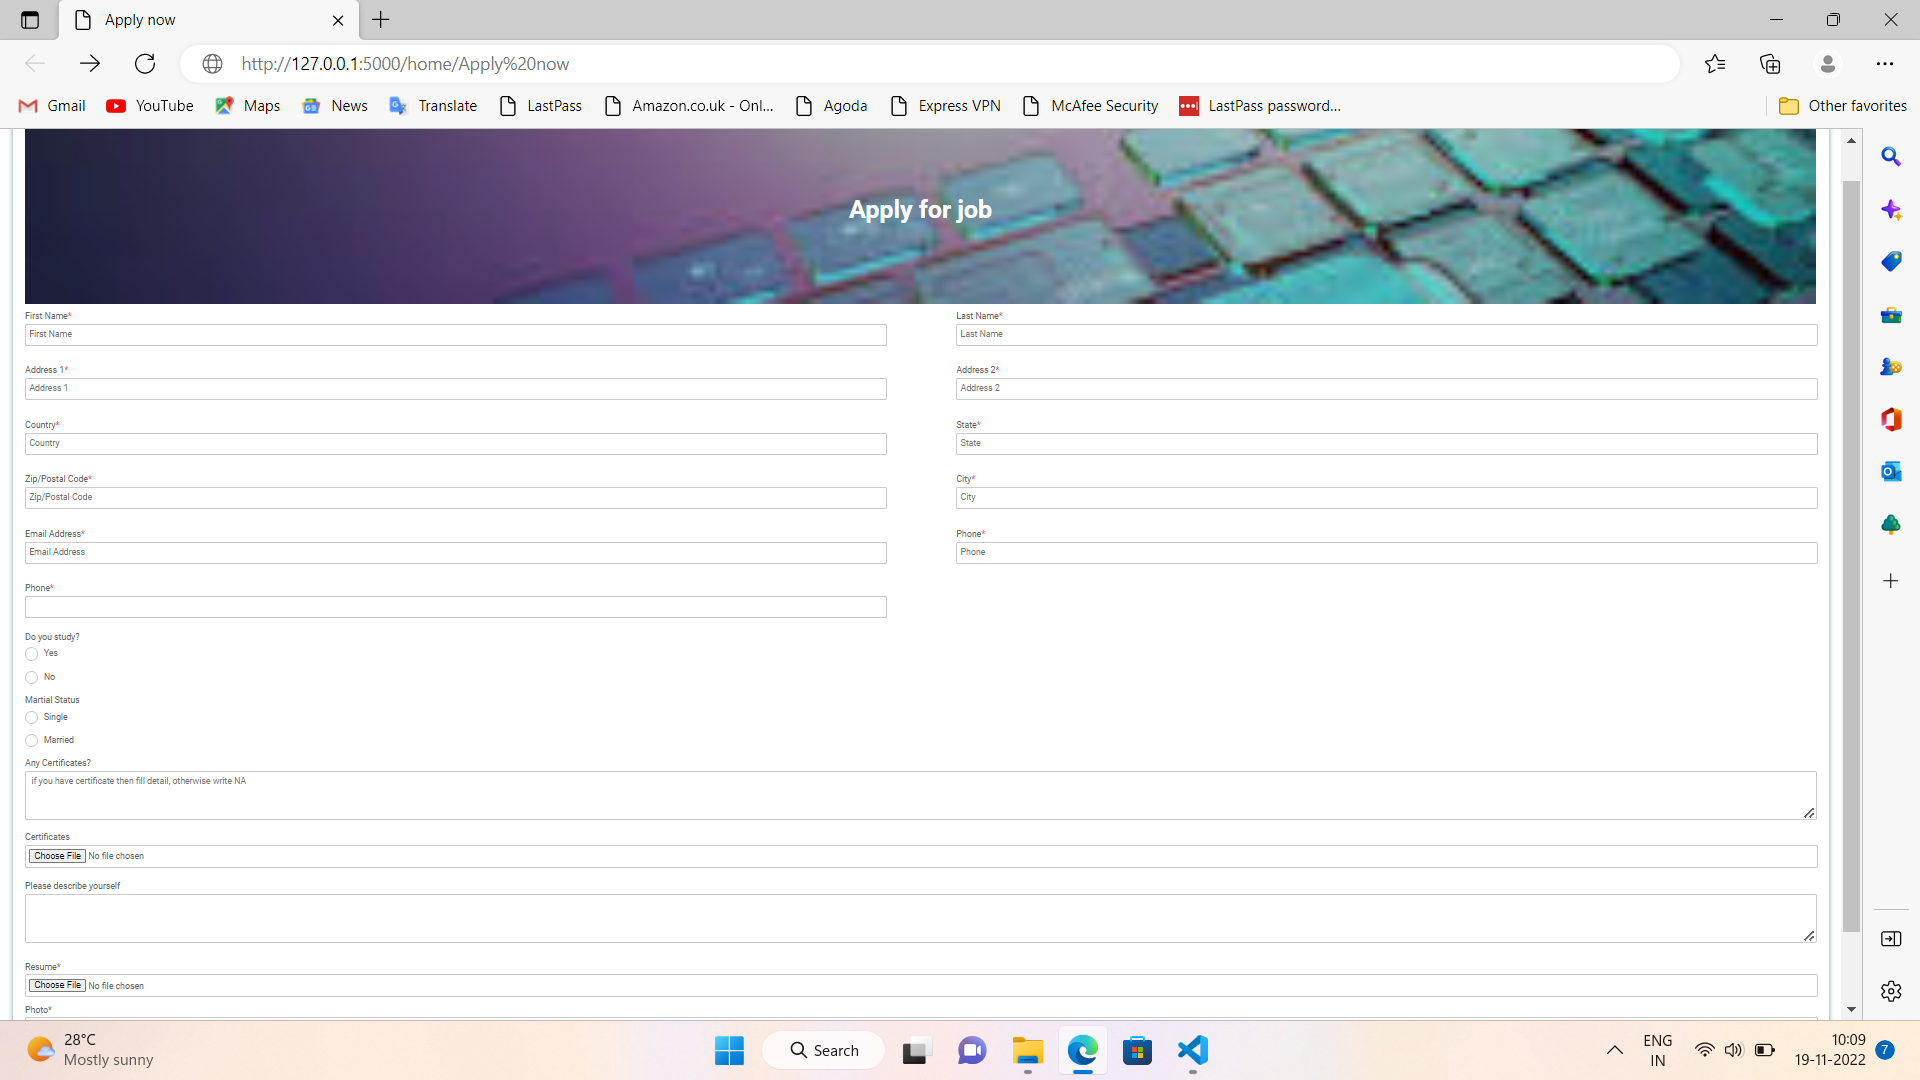 Apply now
http://127.0.0.1:5000/home/Apply%20now
Gmail YouTube Maps News Translate LastPass Amazon.co.uk - Onl... Agoda Express VPN McAfee Security LastPass password... Other favorites
Apply for job
First Name* Last Name*
First Name Last Name
Address 1* Address 2*
Address 1 Address 2
Country* State*
Country State
Zip/Postal Code* City*
Zip/Postal Code City
Email Address* Phone*
Email Address Phone
Phone*
Do you study?
Yes
No
Martial Status
Single
Married
Any Certificates?
if you have certificate then fill detail, otherwise write NA
Certificates
Choose File No file chosen
Please describe yourself
Resume*
Choose File No file chosen
Photo*
28°C
Mostly sunny
Search
ENG
IN
10:09
19-11-2022
7